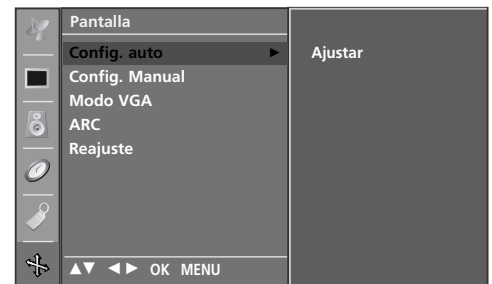 Pantalla
Config. auto ► Ajustar
Config. Manual
Modo VGA
ARC
Reajuste
▲▼ ◄► OK MENU